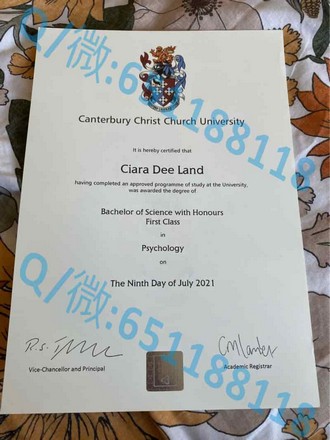 Canterbury Christ Church University
It is hereby certified that
Ciara Dee Land
having completed an approved programme of study at the University,
was awarded the degree of
Bachelor of Science with Honours
First Class
in
Psychology
on
The Ninth Day of July 2021
Vice-Chancellor and Principal
Academic Registrar
Q/微:651188118
Q/微:651188118